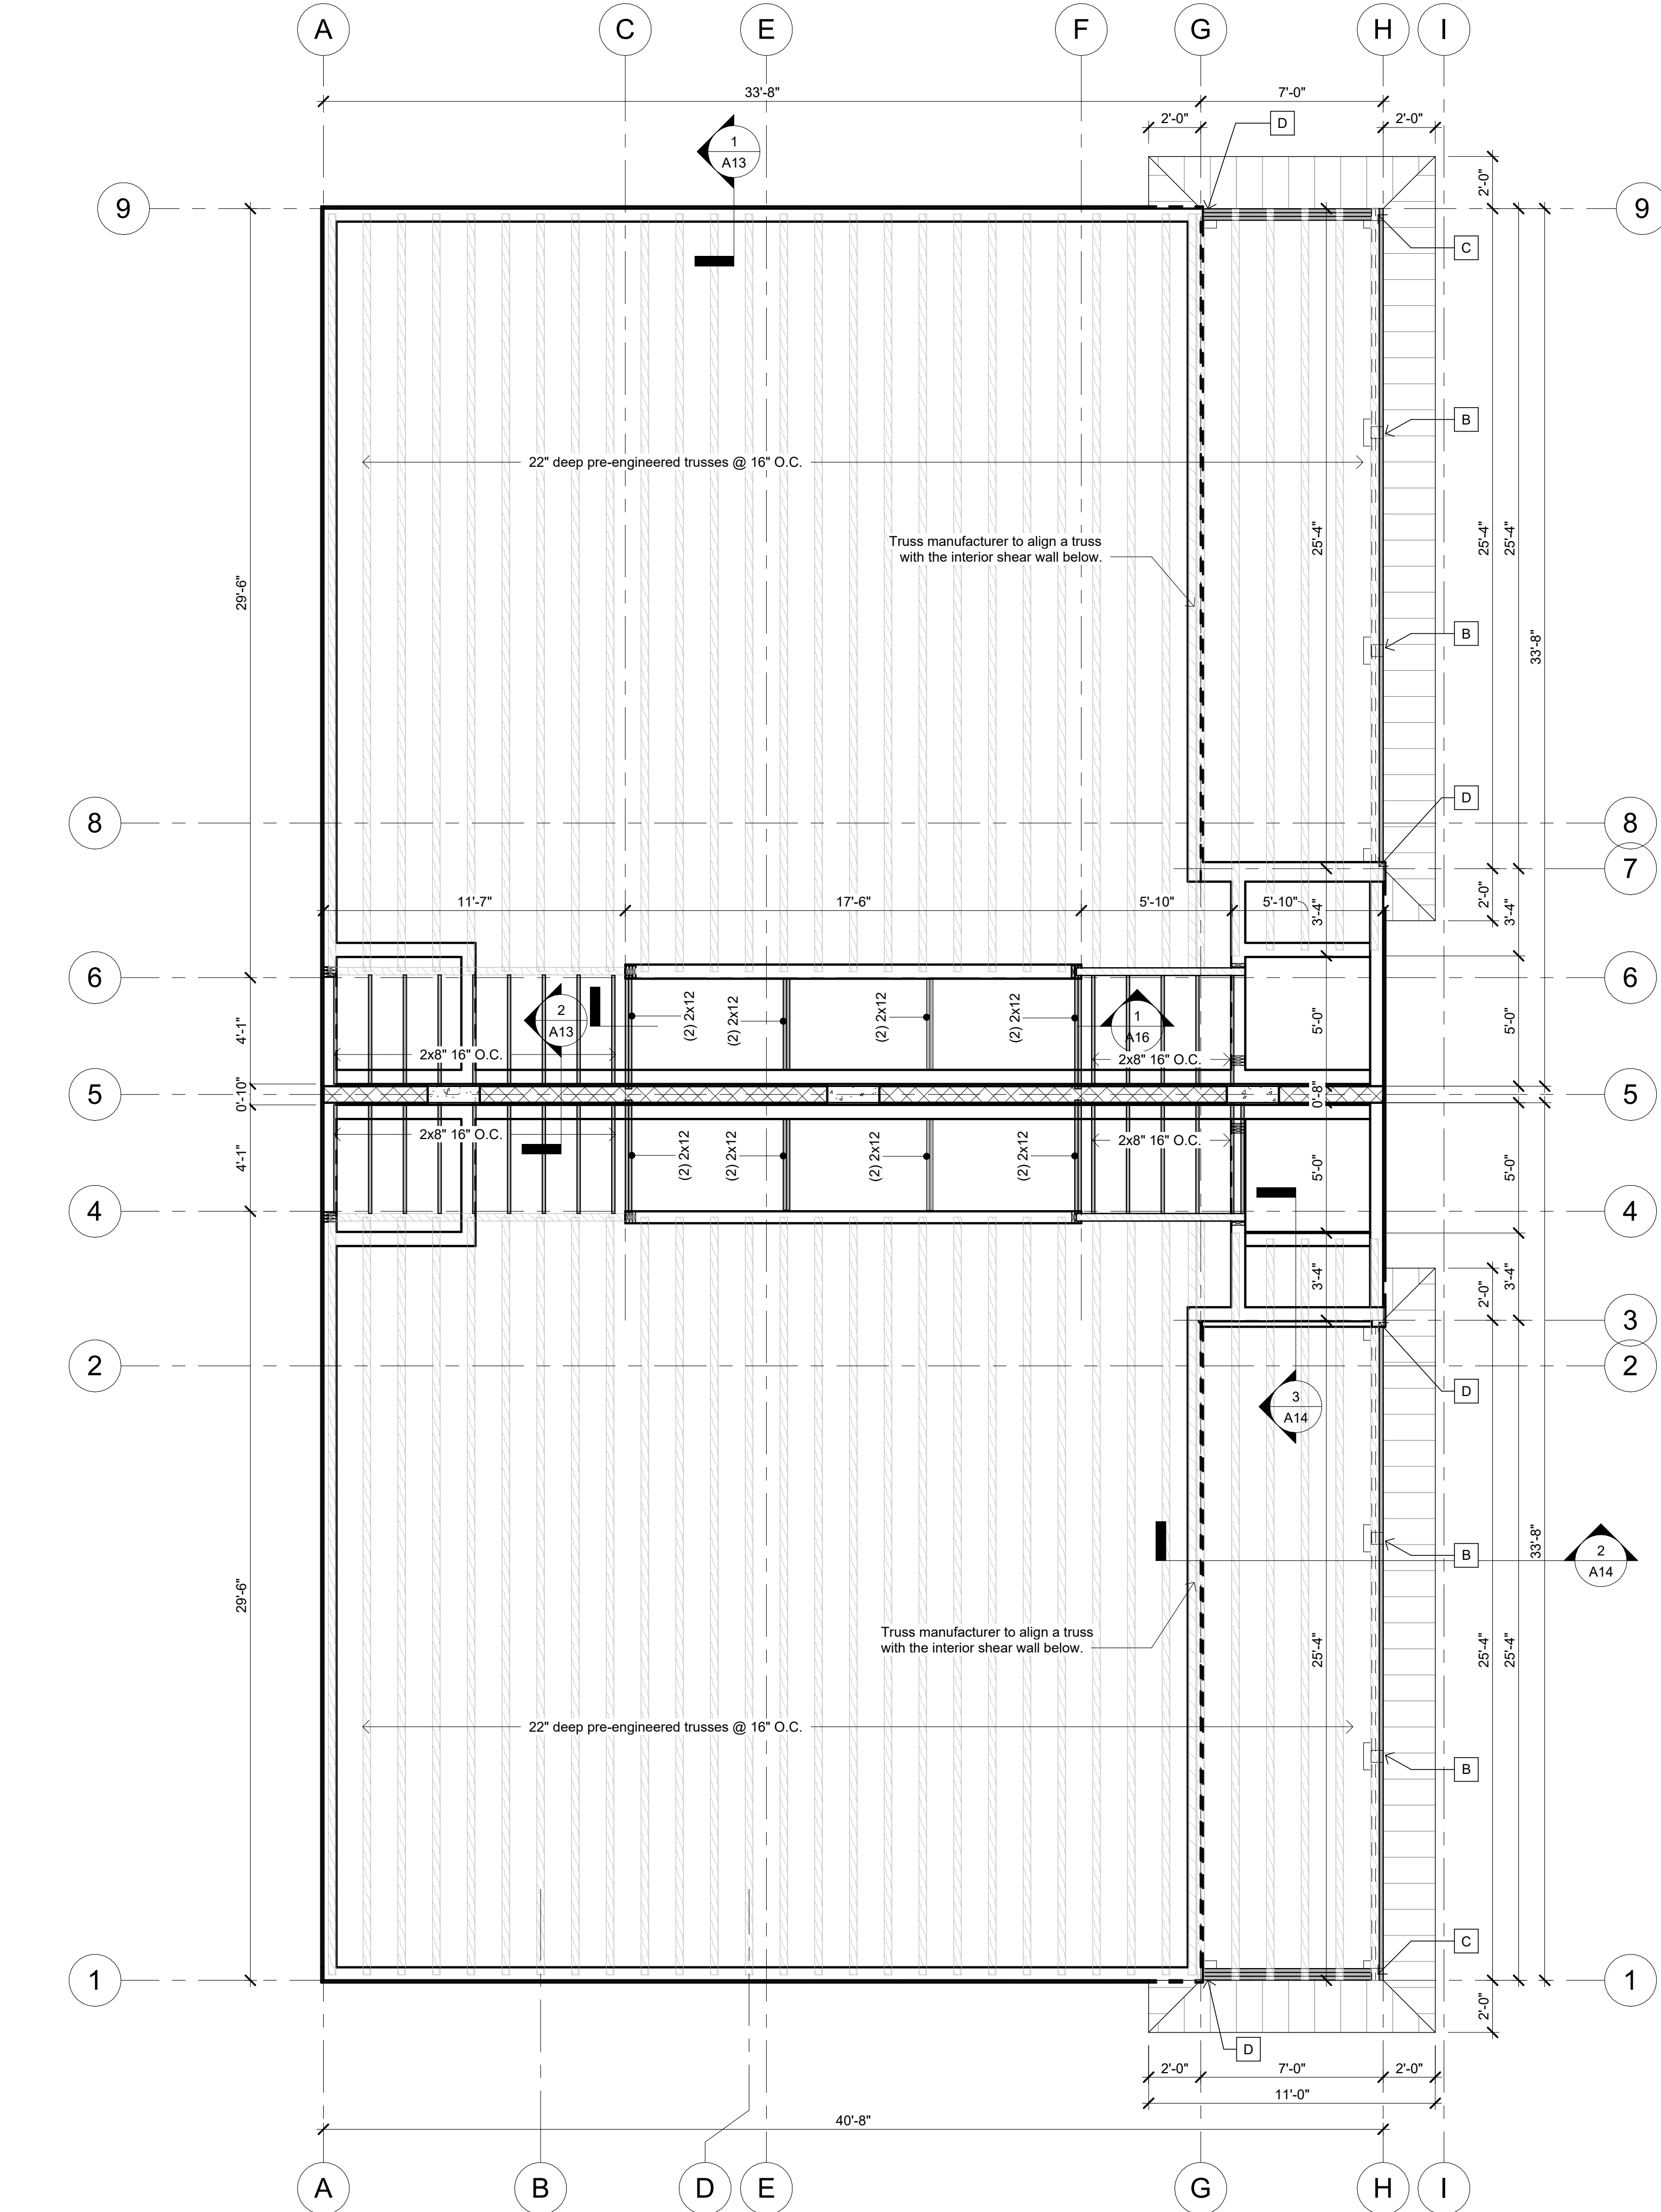 A
C
E
F
G
H
I
33'-8"
7'-0"
2'-0"
D
2'-0"
1
A13
2'-0"
9
9
C
B
22" deep pre-engineered trusses @ 16" O.C.
Truss manufacturer to align a truss
with the interior shear wall below.
25'-4"
25'-4"
25'-4"
29'-6"
B
33'-8"
D
8
8
7
11'-7"
17'-6"
5'-10"
5'-10"
3'-4"
2'-0"
3'-4"
6
6
2
A13
(2) 2x12
(2) 2x12
(2) 2x12
(2) 2x12
1
A16
5'-0"
5'-0"
4'-1"
2x8" 16" O.C.
2x8" 16" O.C.
5
0'-10"
0'-8"
5
2x8" 16" O.C.
2x8" 16" O.C.
4'-1"
(2) 2x12
(2) 2x12
(2) 2x12
(2) 2x12
5'-0"
5'-0"
4
4
3'-4"
2'-0"
3'-4"
3
2
2
D
3
A14
B
33'-8"
2
A14
29'-6"
Truss manufacturer to align a truss
with the interior shear wall below.
25'-4"
25'-4"
25'-4"
22" deep pre-engineered trusses @ 16" O.C.
B
C
1
1
2'-0"
D
2'-0"
7'-0"
2'-0"
11'-0"
40'-8"
A
B
D
E
G
H
I